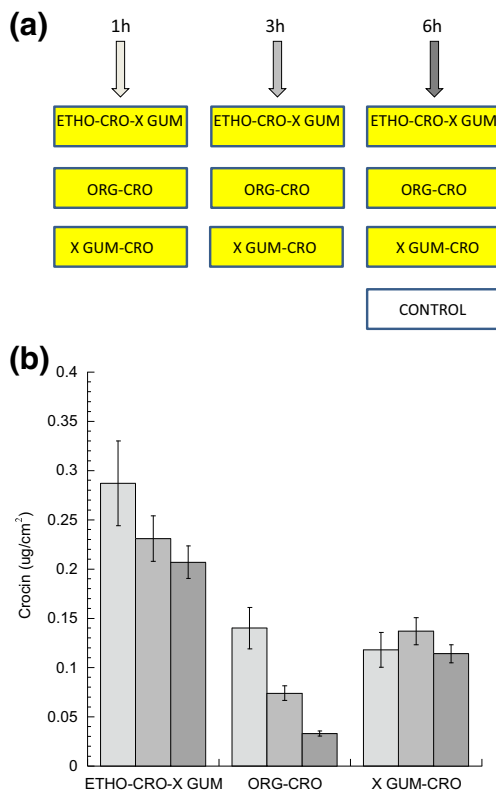 (a)
1h 3h 6h
ETHO-CRO-X GUM ETHO-CRO-X GUM ETHO-CRO-X GUM
ORG-CRO ORG-CRO ORG-CRO
X GUM-CRO X GUM-CRO X GUM-CRO
CONTROL
(b)
0.4
0.35
0.3
0.25
0.2
0.15
0.1
0.05
0
Crocin (ug/cm²)
ETHO-CRO-X GUM ORG-CRO X GUM-CRO